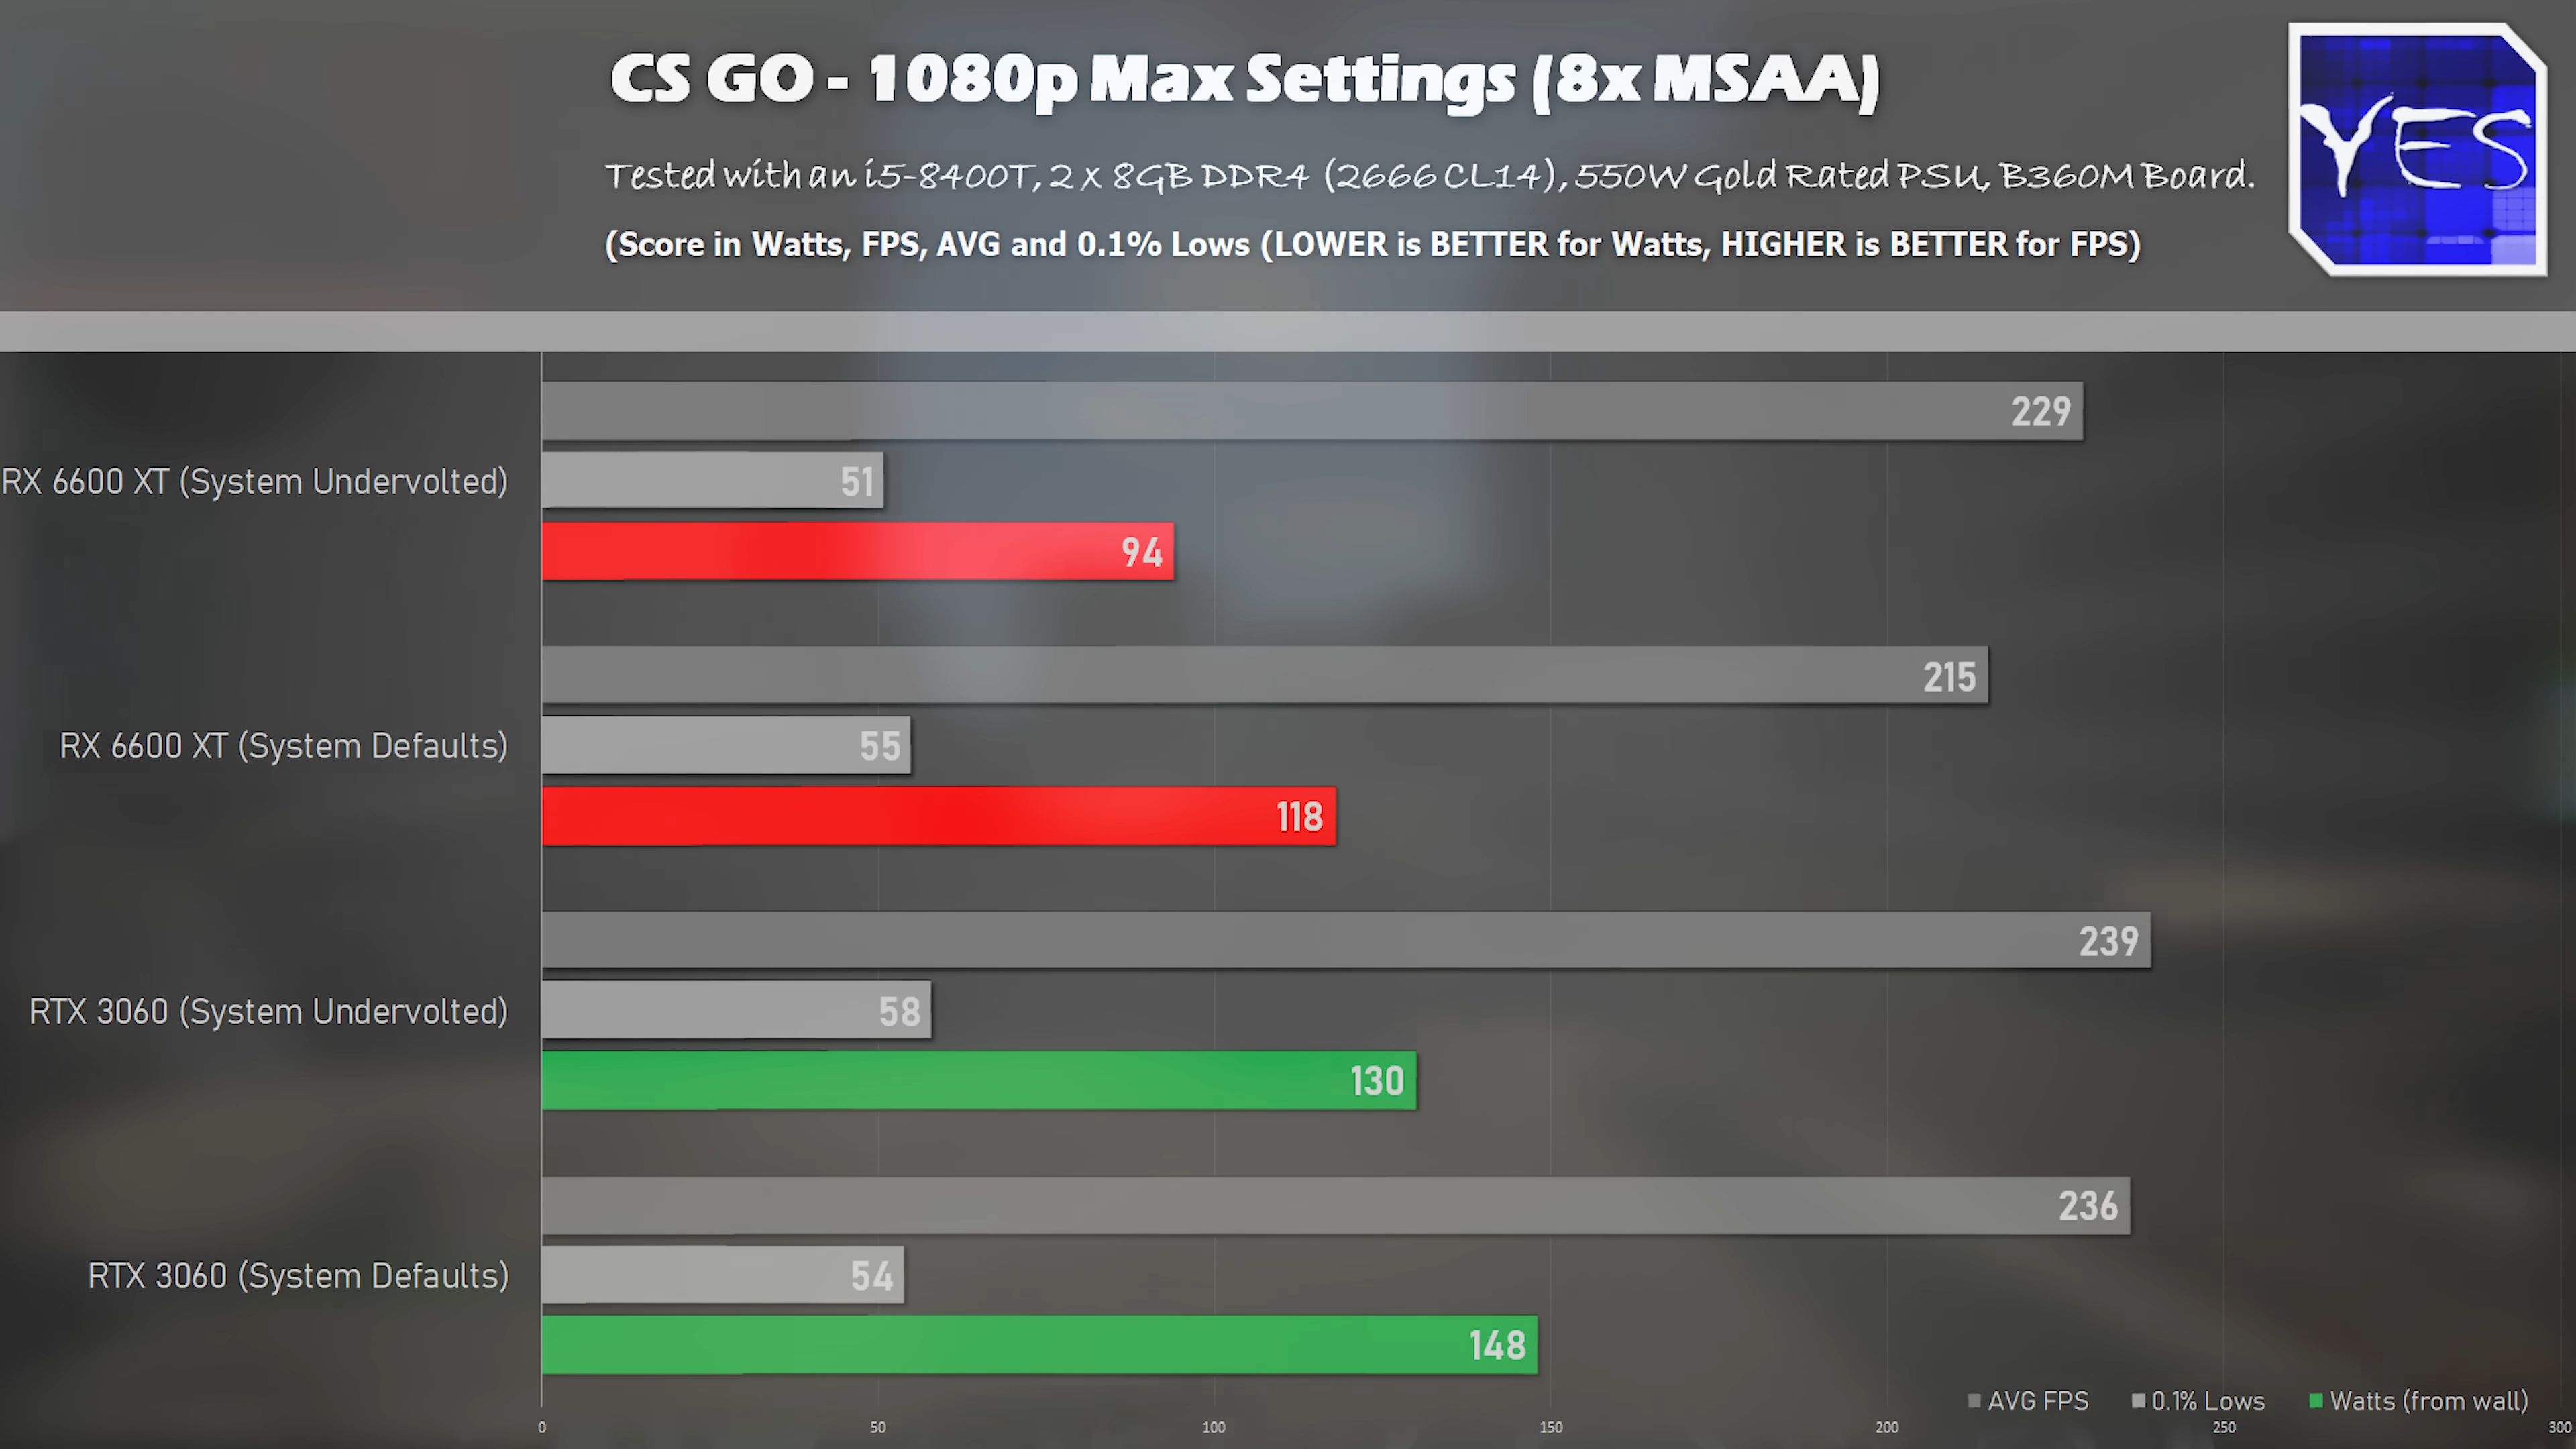 CS GO - 1080p Max Settings (8x MSAA)
YES
Tested with an i5-8400T, 2 x 8GB DDR4 (2666 CL14), 550W Gold Rated PSU, B360M Board.
(Score in Watts, FPS, AVG and 0.1% Lows (LOWER is BETTER for Watts, HIGHER is BETTER for FPS)
229
RX 6600 XT (System Undervolted)
51
94
215
RX 6600 XT (System Defaults)
55
118
239
RTX 3060 (System Undervolted)
58
130
236
RTX 3060 (System Defaults)
54
148
AVG FPS 0.1% Lows Watts (from wall)
0 50 100 150 200 250 300